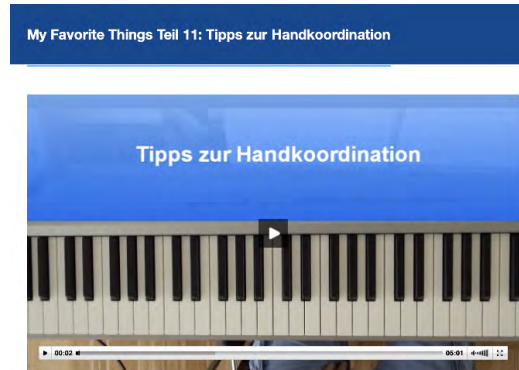 My Favorite Things Teil 11: Tipps zur Handkoordination
Tipps zur Handkoordination
00:02
05:01